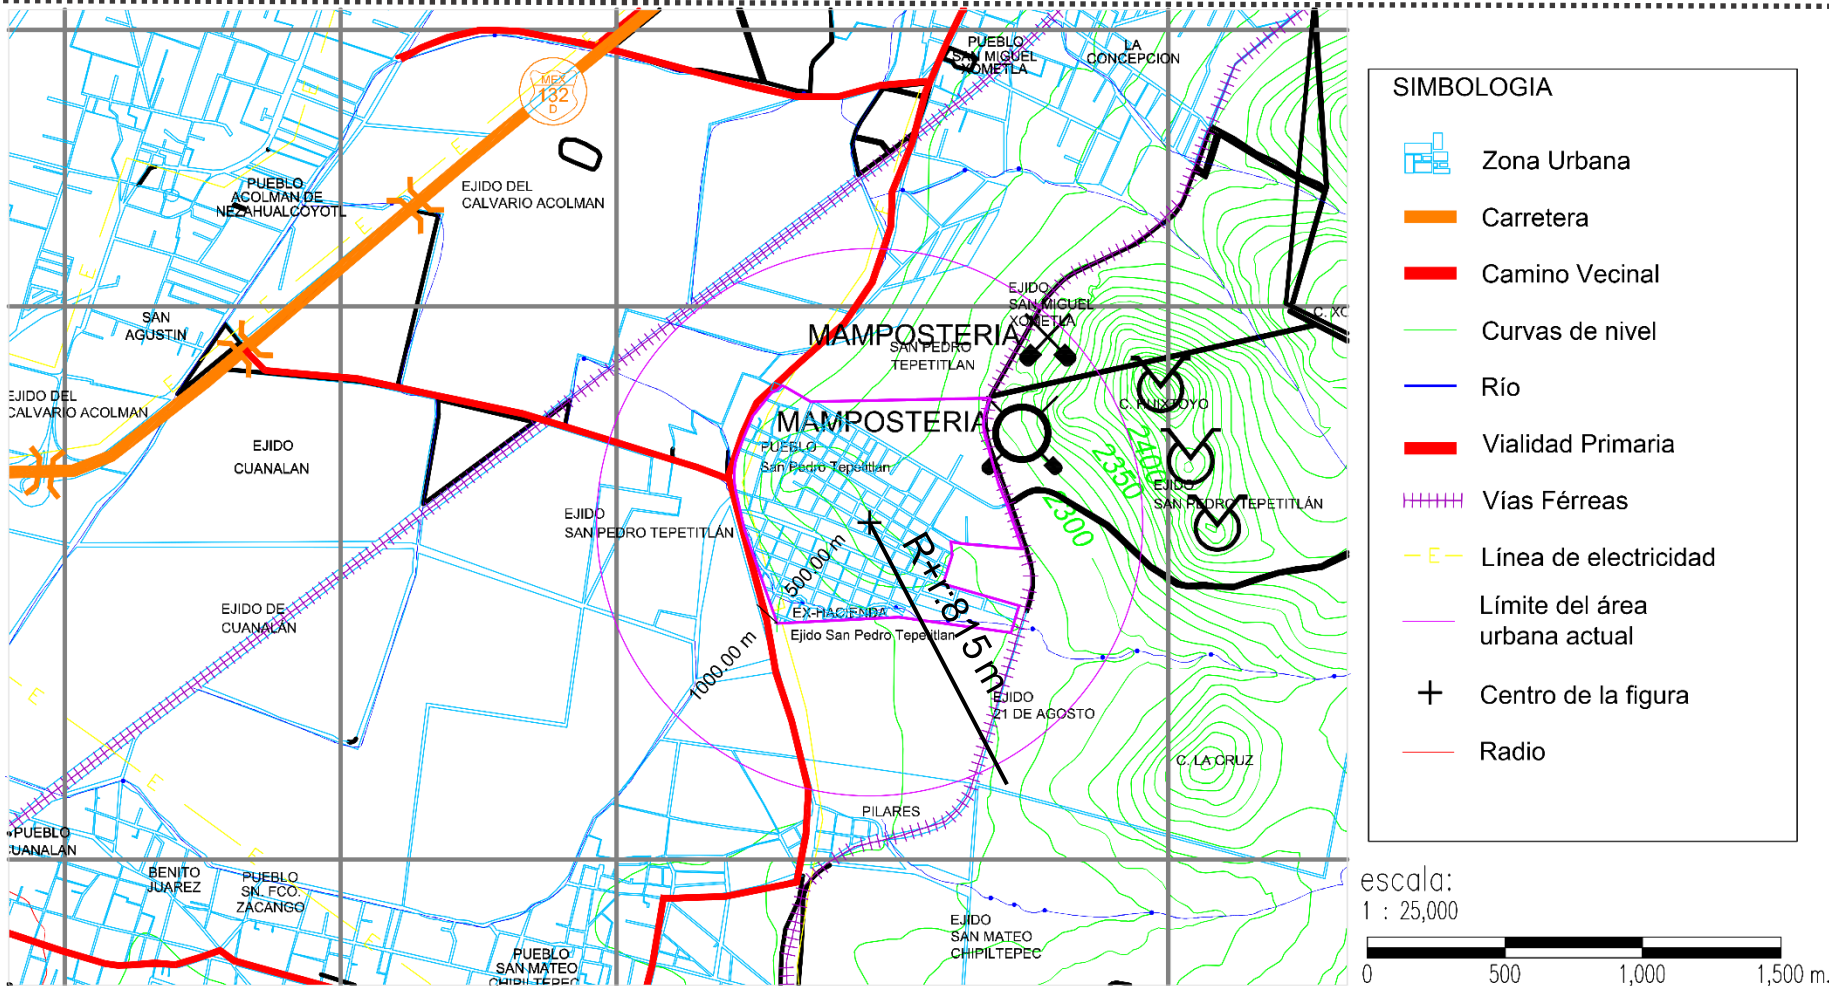 PUEBLO
SAN MIGUEL
XOMETLA
LA
CONCEPCION
MEX
132
D
PUEBLO
ACOLMAN DE
NEZAHUALCOYOTL
EJIDO DEL
CALVARIO ACOLMAN
E
E
E
E
E
E
E
E
E
E
SAN
AGUSTIN
EJIDO
SAN MIGUEL
XOMETLA
C. XO
MAMPOSTERIA
SAN PEDRO
TEPETITLAN
EJIDO DEL
CALVARIO ACOLMAN
C. HUIXTOYO
MAMPOSTERIA
EJIDO
CUANALAN
PUEBLO
San Pedro Tepetitlan
2400
2350
2300
EJIDO
SAN PEDRO TEPETITLÁN
EJIDO
SAN PEDRO TEPETITLÁN
500.00 m
R+r:815m
EJIDO DE
CUANALAN
EX-HACIENDA
Ejido San Pedro Tepetitlan
1000.00 m
EJIDO
21 DE AGOSTO
C. LA CRUZ
PILARES
PUEBLO
CUANALAN
BENITO
JUAREZ
PUEBLO
SN. FCO.
ZACANGO
EJIDO
SAN MATEO
CHIPILTEPEC
PUEBLO
SAN MATEO
CHIPILTEPEC
SIMBOLOGIA
Zona Urbana
Carretera
Camino Vecinal
Curvas de nivel
Río
Vialidad Primaria
Vías Férreas
E Línea de electricidad
Límite del área
urbana actual
Centro de la figura
Radio
escala:
1 : 25,000
0 500 1,000 1,500 m.